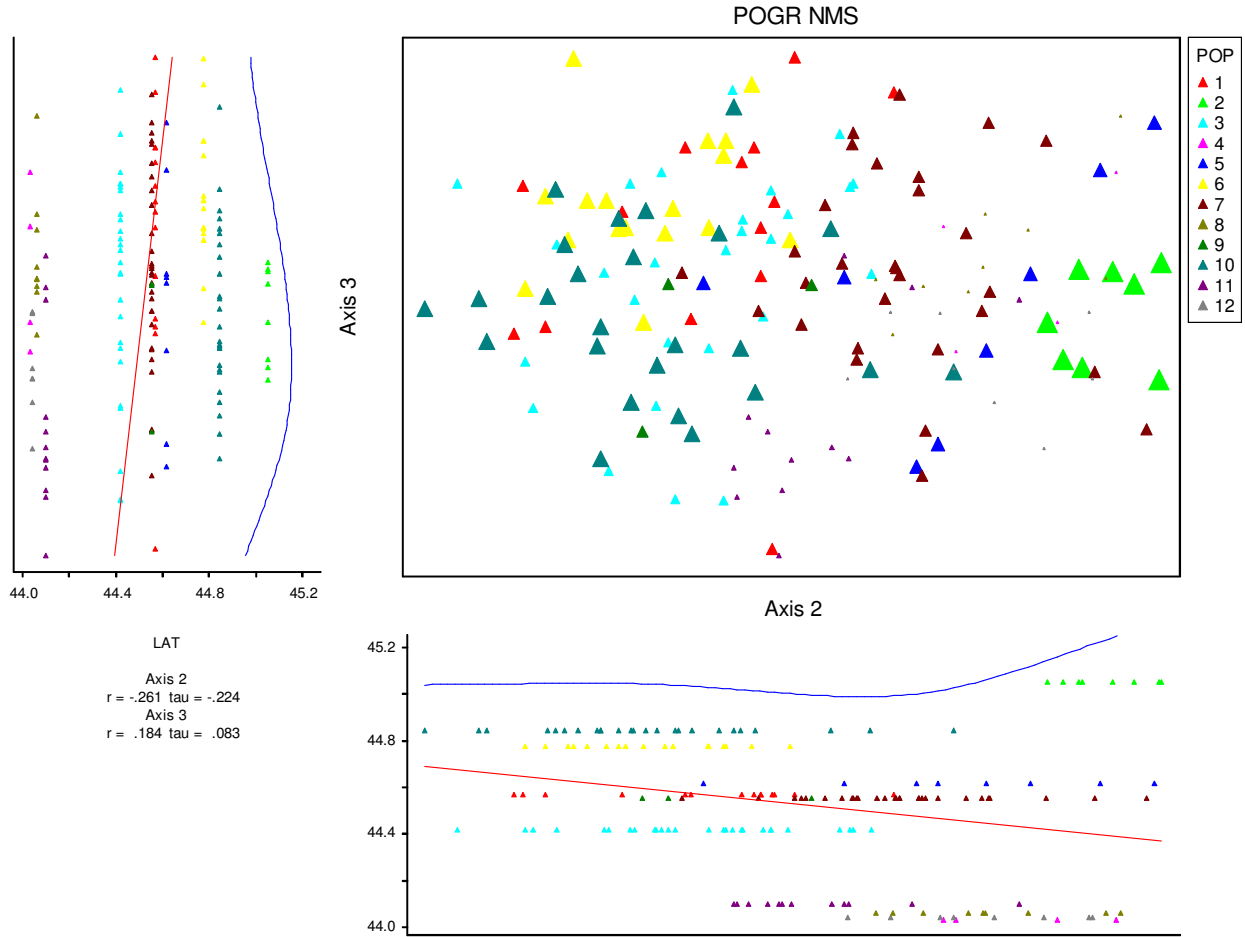 POGR NMS
POP
1
2
3
4
5
6
7
8
9
10
11
12
Axis 3
44.0 44.4 44.8 45.2
Axis 2
LAT
Axis 2
r = -.261 tau = -.224
Axis 3
r = .184 tau = .083
45.2
44.8
44.4
44.0